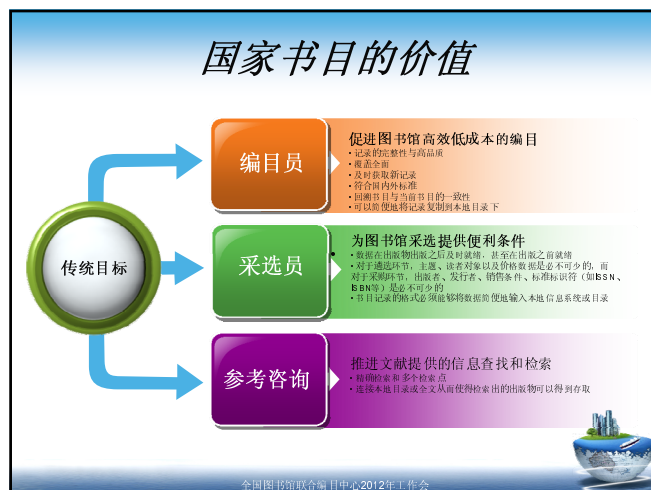 国家书目的价值
传统目标
编目员
促进图书馆高效低成本的编目
• 记录的完整性与高品质
• 覆盖全面
• 及时获取新记录
• 符合国内外标准
• 回溯书目与当前书目的一致性
• 可以简便地将记录复制到本地目录下
采选员
为图书馆采选提供便利条件
• 数据在出版物出版之后及时就绪，甚至在出版之前就绪
• 对于遴选环节，主题、读者对象以及价格数据是必不可少的，而
对于采购环节，出版者、发行者、销售条件、标准标识符（如ISSN、
ISBN等）是必不可少的
• 书目记录的格式必须能够将数据简便地输入本地信息系统或目录
参考咨询
推进文献提供的信息查找和检索
• 精确检索和多个检索点
• 连接本地目录或全文从而使得检索出的出版物可以得到存取
全国图书馆联合编目中心2012年工作会